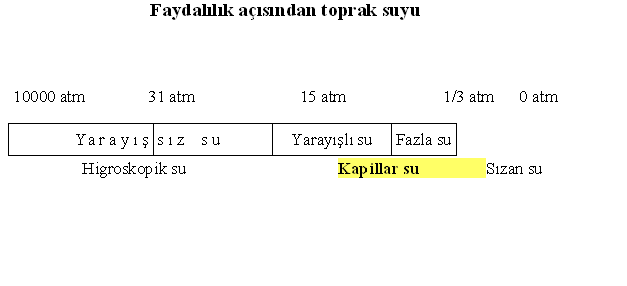 Faydalılık açısından toprak suyu
10000 atm 31 atm 15 atm 1/3 atm 0 atm
Y a r a y ı ş s ı z s u Yarayışlı su Fazla su
Higroskopik su Kapillar su Sızan su